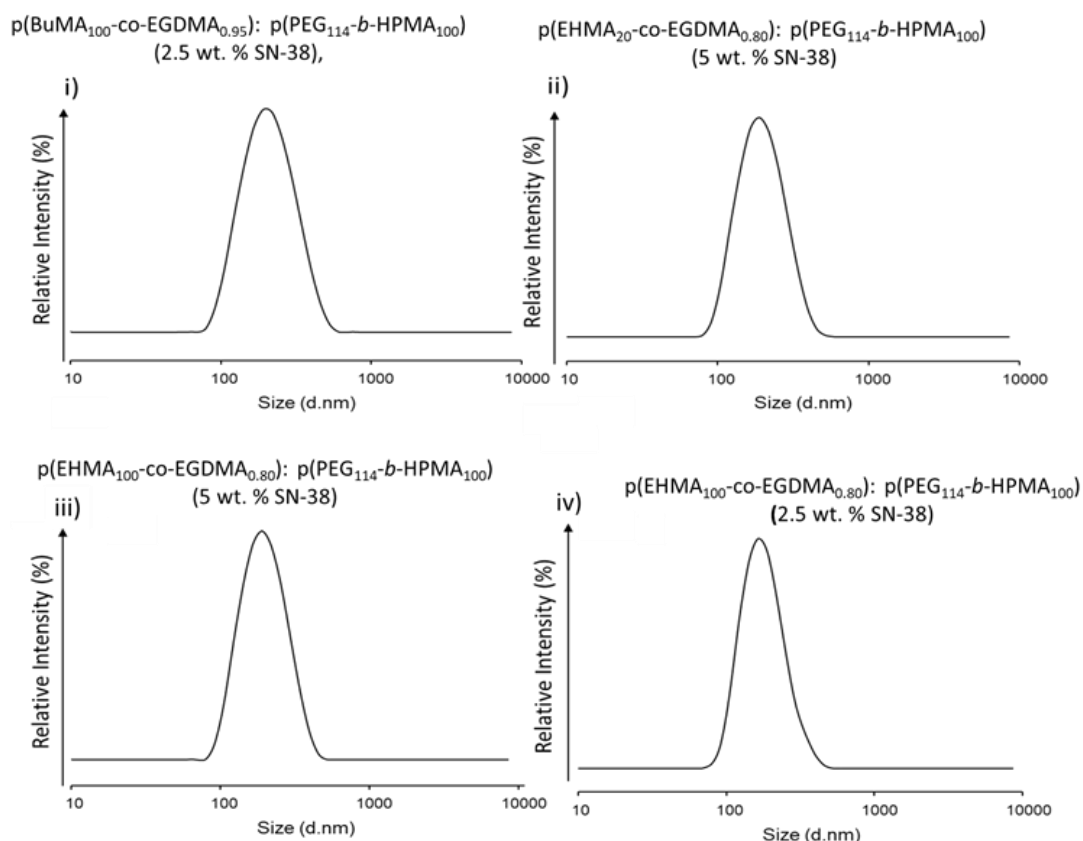 p(BuMA₁₀₀-co-EGDMA₀.₉₅): p(PEG₁₁₄-b-HPMA₁₀₀)
(2.5 wt. % SN-38),
i)
Relative Intensity (%)
10 100 1000 10000
Size (d.nm)
p(EHMA₂₀-co-EGDMA₀.₈₀): p(PEG₁₁₄-b-HPMA₁₀₀)
(5 wt. % SN-38)
ii)
Relative Intensity (%)
10 100 1000 10000
Size (d.nm)
p(EHMA₁₀₀-co-EGDMA₀.₈₀): p(PEG₁₁₄-b-HPMA₁₀₀)
(5 wt. % SN-38)
iii)
Relative Intensity (%)
10 100 1000 10000
Size (d.nm)
p(EHMA₁₀₀-co-EGDMA₀.₈₀): p(PEG₁₁₄-b-HPMA₁₀₀)
(2.5 wt. % SN-38)
iv)
Relative Intensity (%)
10 100 1000 10000
Size (d.nm)